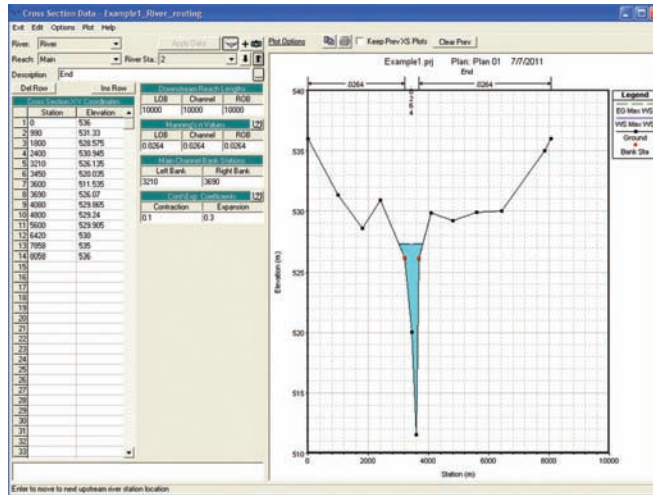 Cross Section Data - Example1_River_routing
Exit Edit Options Plot Help
River: River Apply Data Plot Options Keep Prev XS Plots Clear Prev
Reach: Main River Sta.: 2
Description End
Del Row Ins Row
Cross Section X-Y Coordinates
Station Elevation
1 0 536
2 990 531.33
3 1800 528.575
4 2400 530.945
5 3210 526.135
6 3450 520.035
7 3600 511.535
8 3690 526.07
9 4080 529.865
10 4800 529.24
11 5600 529.905
12 6420 530
13 7858 535
14 8058 536
15
16
17
18
19
20
21
22
23
24
25
26
27
28
29
30
31
32
33
Downstream Reach Lengths
LOB Channel ROB
10000 10000 10000
Manning's n Values
LOB Channel ROB
0.0264 0.0264 0.0264
Main Channel Bank Stations
Left Bank Right Bank
3210 3690
Cont\Exp. Coefficients
Contraction Expansion
0.1 0.3
Example1.prj Plan: Plan 01 7/7/2011
End
.0264 .0264 .0264
Legend
EG Max WS
WS Max WS
Ground
Bank Sta
Elevation (m)
540
535
530
525
520
515
510
0 2000 4000 6000 8000 10000
Station (m)
Enter to move to next upstream river station location